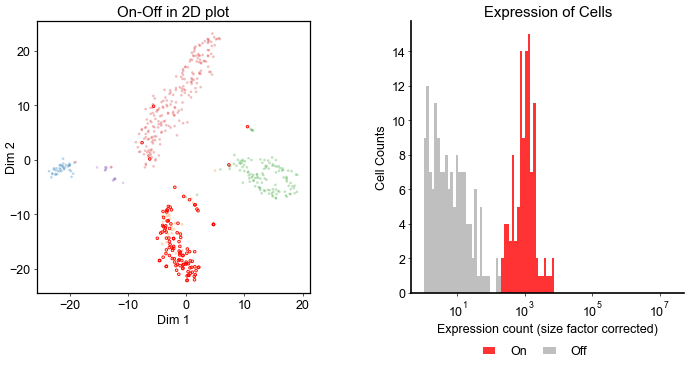 On-Off in 2D plot
20
10
0
−10
−20
Dim 2
−20 −10 0 10 20
Dim 1
Expression of Cells
14
12
10
8
6
4
2
0
Cell Counts
10^1 10^3 10^5 10^7
Expression count (size factor corrected)
On Off